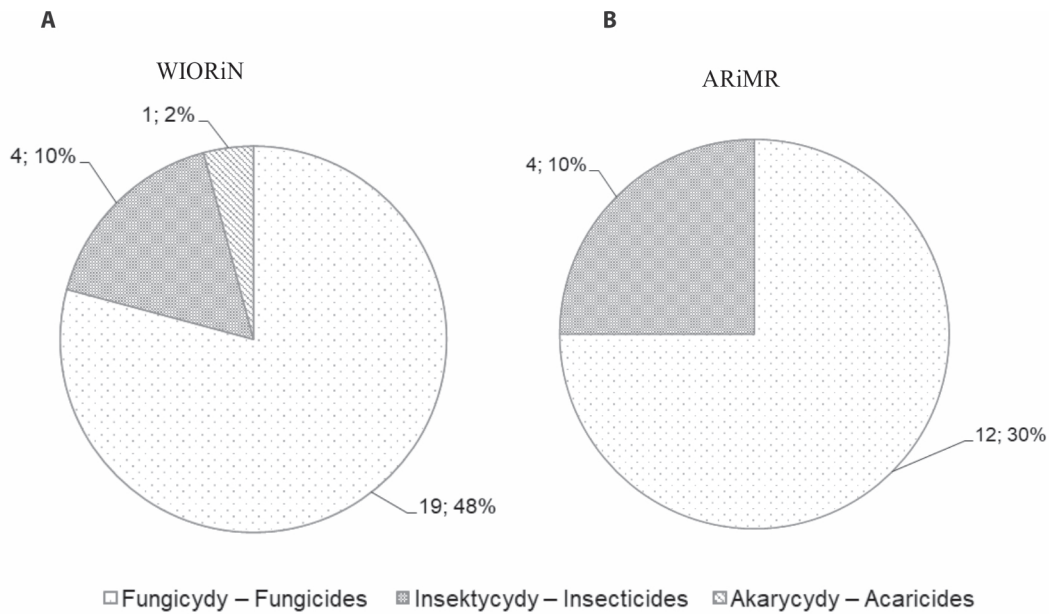 A
B
WIORiN
ARiMR
1; 2%
4; 10%
4; 10%
12; 30%
19; 48%
Fungicydy – Fungicides Insektycydy – Insecticides Akarycydy – Acaricides